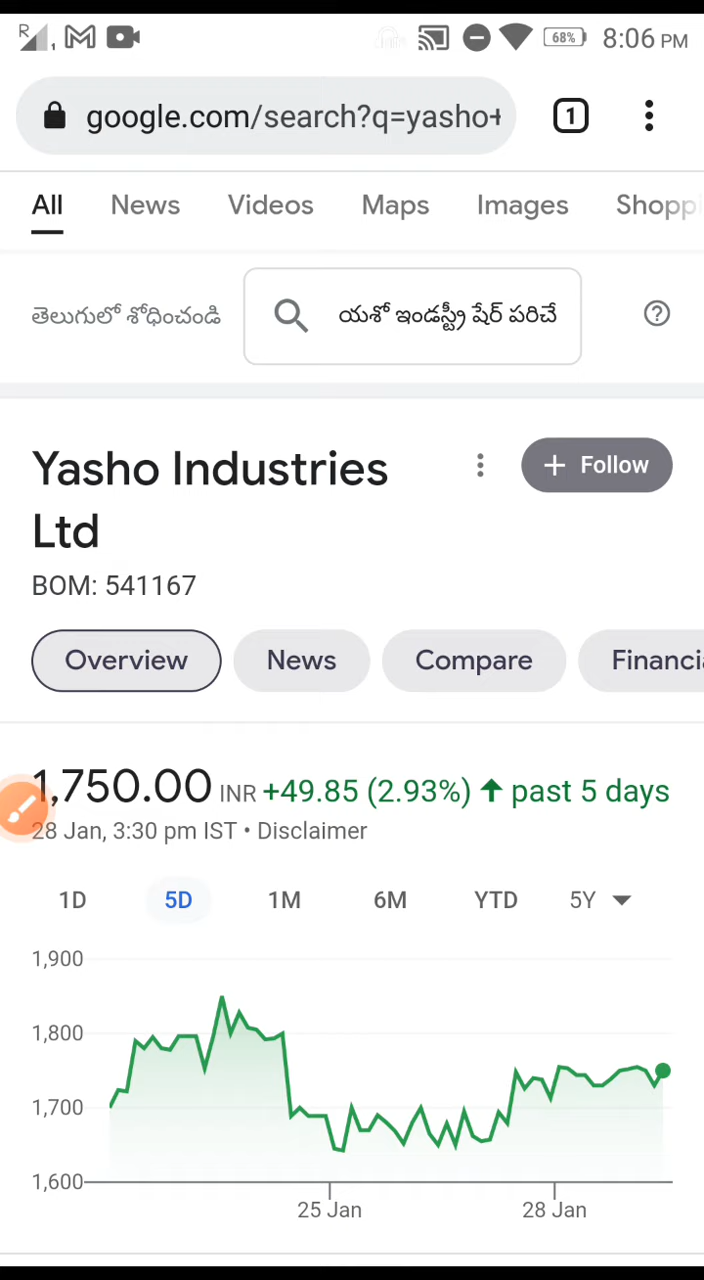 R 1 68% 8:06 PM
google.com/search?q=yasho+ 1
All News Videos Maps Images Shoppi
తెలుగులో శోధించండి యశో ఇండస్ట్రీ షేర్ పరిచే ?
Yasho Industries + Follow
Ltd
BOM: 541167
Overview News Compare Financia
1,750.00 INR +49.85 (2.93%) ↑ past 5 days
28 Jan, 3:30 pm IST • Disclaimer
1D 5D 1M 6M YTD 5Y
1,900
1,800
1,700
1,600
25 Jan 28 Jan